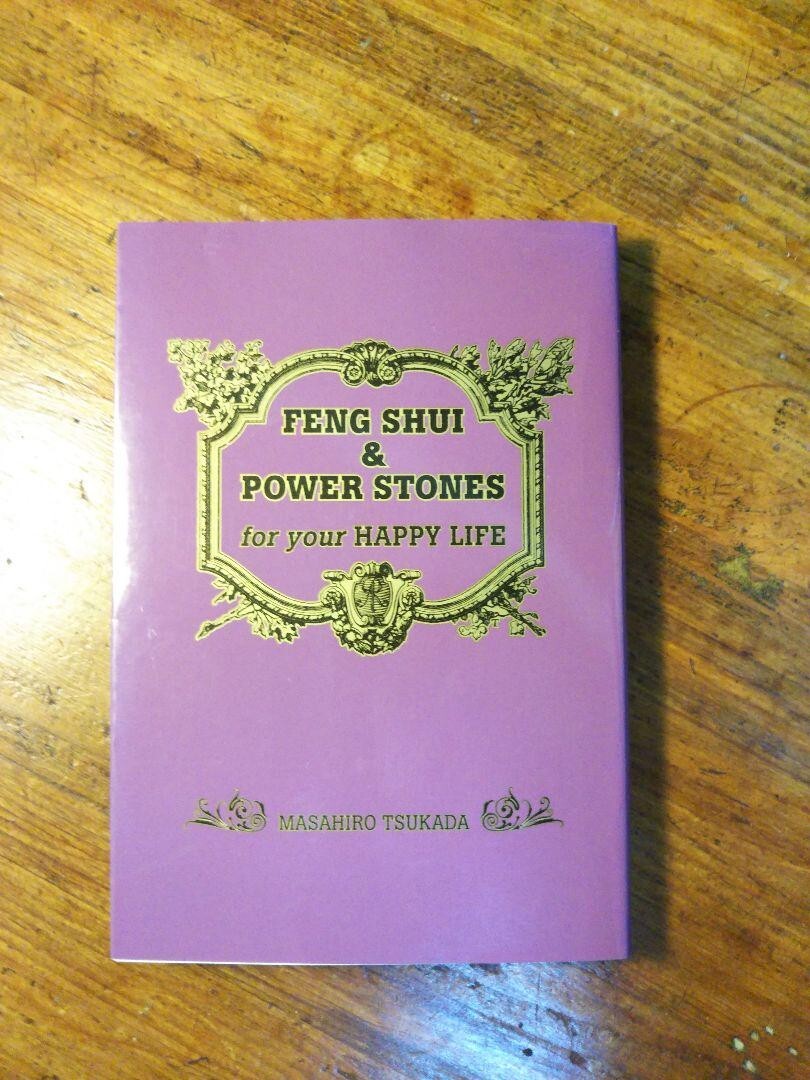 FENG SHUI
&
POWER STONES
for your HAPPY LIFE
MASAHIRO TSUKADA